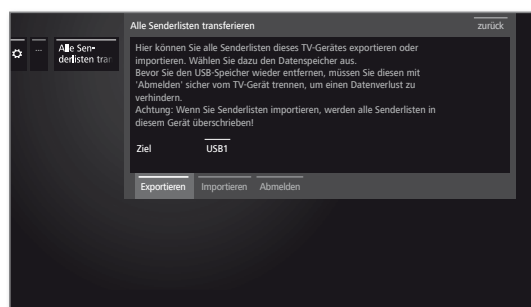 Alle Senderlisten transferieren
zurück
...
Alle Sen-
derlisten tran
Hier können Sie alle Senderlisten dieses TV-Gerätes exportieren oder
importieren. Wählen Sie dazu den Datenspeicher aus.
Bevor Sie den USB-Speicher wieder entfernen, müssen Sie diesen mit
'Abmelden' sicher vom TV-Gerät trennen, um einen Datenverlust zu
verhindern.
Achtung: Wenn Sie Senderlisten importieren, werden alle Senderlisten in
diesem Gerät überschrieben!
Ziel USB1
Exportieren Importieren Abmelden